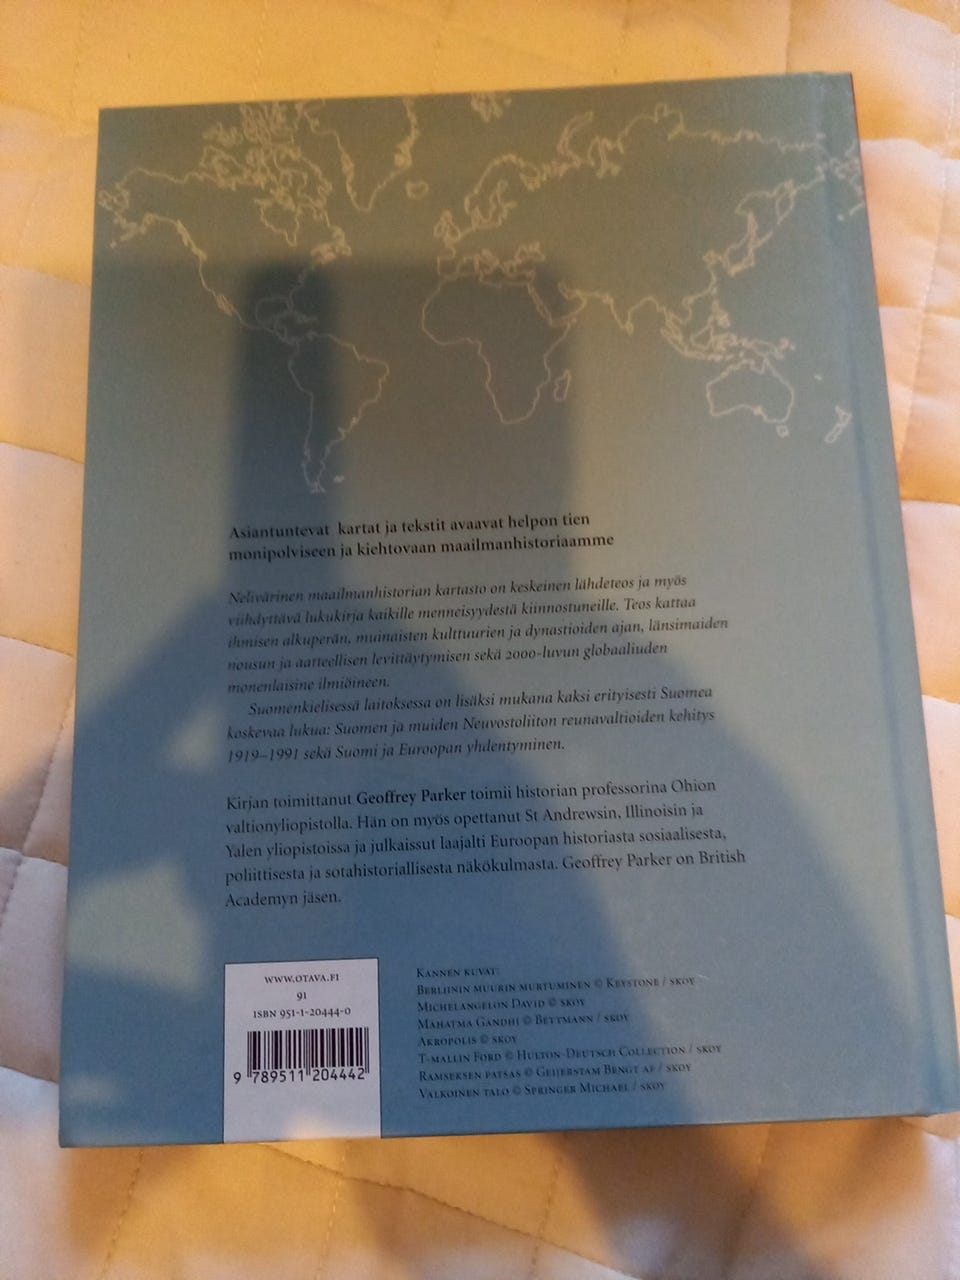 Asiantuntevat kartat ja tekstit avaavat helpon tien
monipolviseen ja kiehtovaan maailmanhistoriaamme
Nelivärinen maailmanhistorian kartasto on keskeinen lähdeteos ja myös
viihdyttävä lukukirja kaikille menneisyydestä kiinnostuneille. Teos kattaa
ihmisen alkuperän, muinaisten kulttuurien ja dynastioiden ajan, länsimaiden
nousun ja aatteellisen levittäytymisen sekä 2000-luvun globaaliuden
monenlaisine ilmiöineen.
Suomenkielisessä laitoksessa on lisäksi mukana kaksi erityisesti Suomea
koskevaa lukua: Suomen ja muiden Neuvostoliiton reunavaltioiden kehitys
1919–1991 sekä Suomi ja Euroopan yhdentyminen.
Kirjan toimittanut Geoffrey Parker toimii historian professorina Ohion
valtionyliopistolla. Hän on myös opettanut St Andrewsin, Illinoisin ja
Yalen yliopistoissa ja julkaissut laajalti Euroopan historiasta sosiaalisesta,
poliittisesta ja sotahistoriallisesta näkökulmasta. Geoffrey Parker on British
Academyn jäsen.
WWW.OTAVA.FI
91
ISBN 951-1-20444-0
9 789511 204442
Kannen kuvat:
Berliinin muurin murtuminen © Keystone / skoy
Michelangelon David © skoy
Mahatma Gandhi © Bettmann / skoy
Akropolis © skoy
T-mallin Ford © Hulton-Deutsch Collection / skoy
Ramseksen patsas © Geijerstam Bengt af / skoy
Valkoinen talo © Springer Michael / skoy